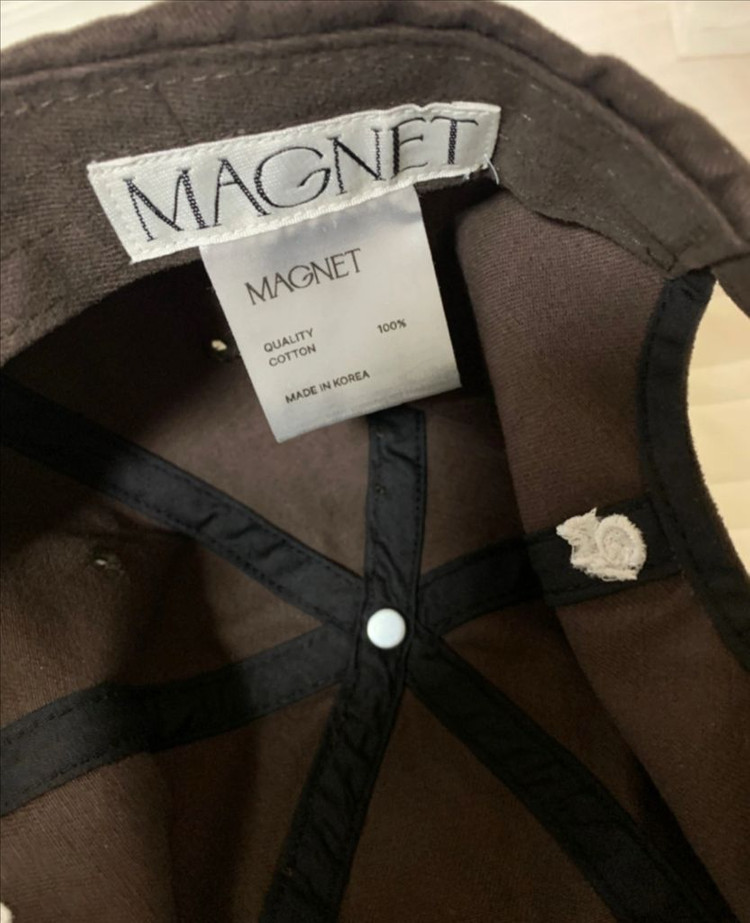 MAGNET
MAGNET
QUALITY 100%
COTTON
MADE IN KOREA